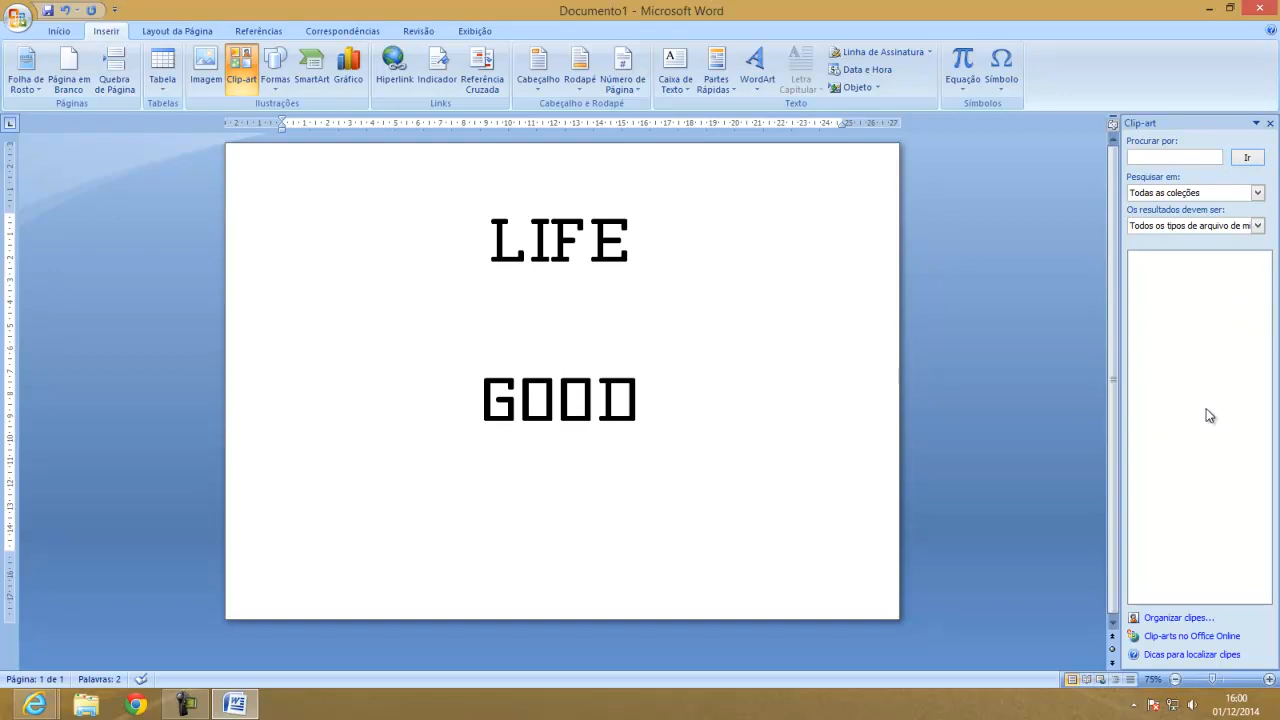 Documento1 - Microsoft Word
Início Inserir Layout da Página Referências Correspondências Revisão Exibição
Folha de Rosto
Página em Branco
Quebra de Página
Páginas
Tabela
Tabelas
Imagem
Clip-art
Formas
SmartArt
Gráfico
Ilustrações
Hiperlink
Indicador
Referência Cruzada
Links
Cabeçalho
Rodapé
Número de Página
Cabeçalho e Rodapé
Caixa de Texto
Partes Rápidas
WordArt
Letra Capitular
Linha de Assinatura
Data e Hora
Objeto
Texto
Equação
Símbolo
Símbolos
LIFE
GOOD
Clip-art
Procurar por:
Ir
Pesquisar em:
Todas as coleções
Os resultados devem ser:
Todos os tipos de arquivo de m
Organizar clipes...
Clip-arts no Office Online
Dicas para localizar clipes
Página: 1 de 1 Palavras: 2
75%
16:00
01/12/2014